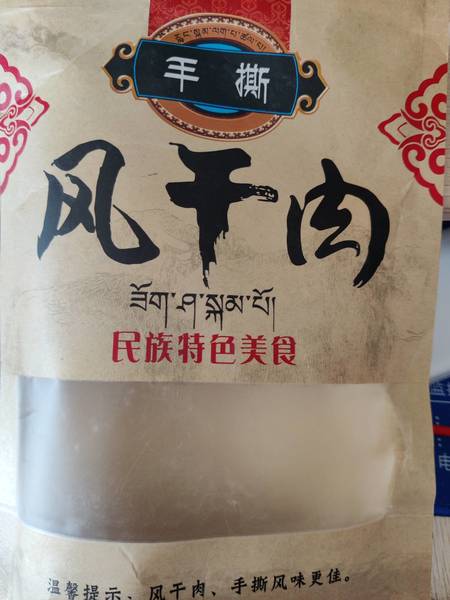 手撕
风干肉
ཟོག་ཤ་སྐམ་པོ།
民族特色美食
温馨提示：风干肉、手撕风味更佳。